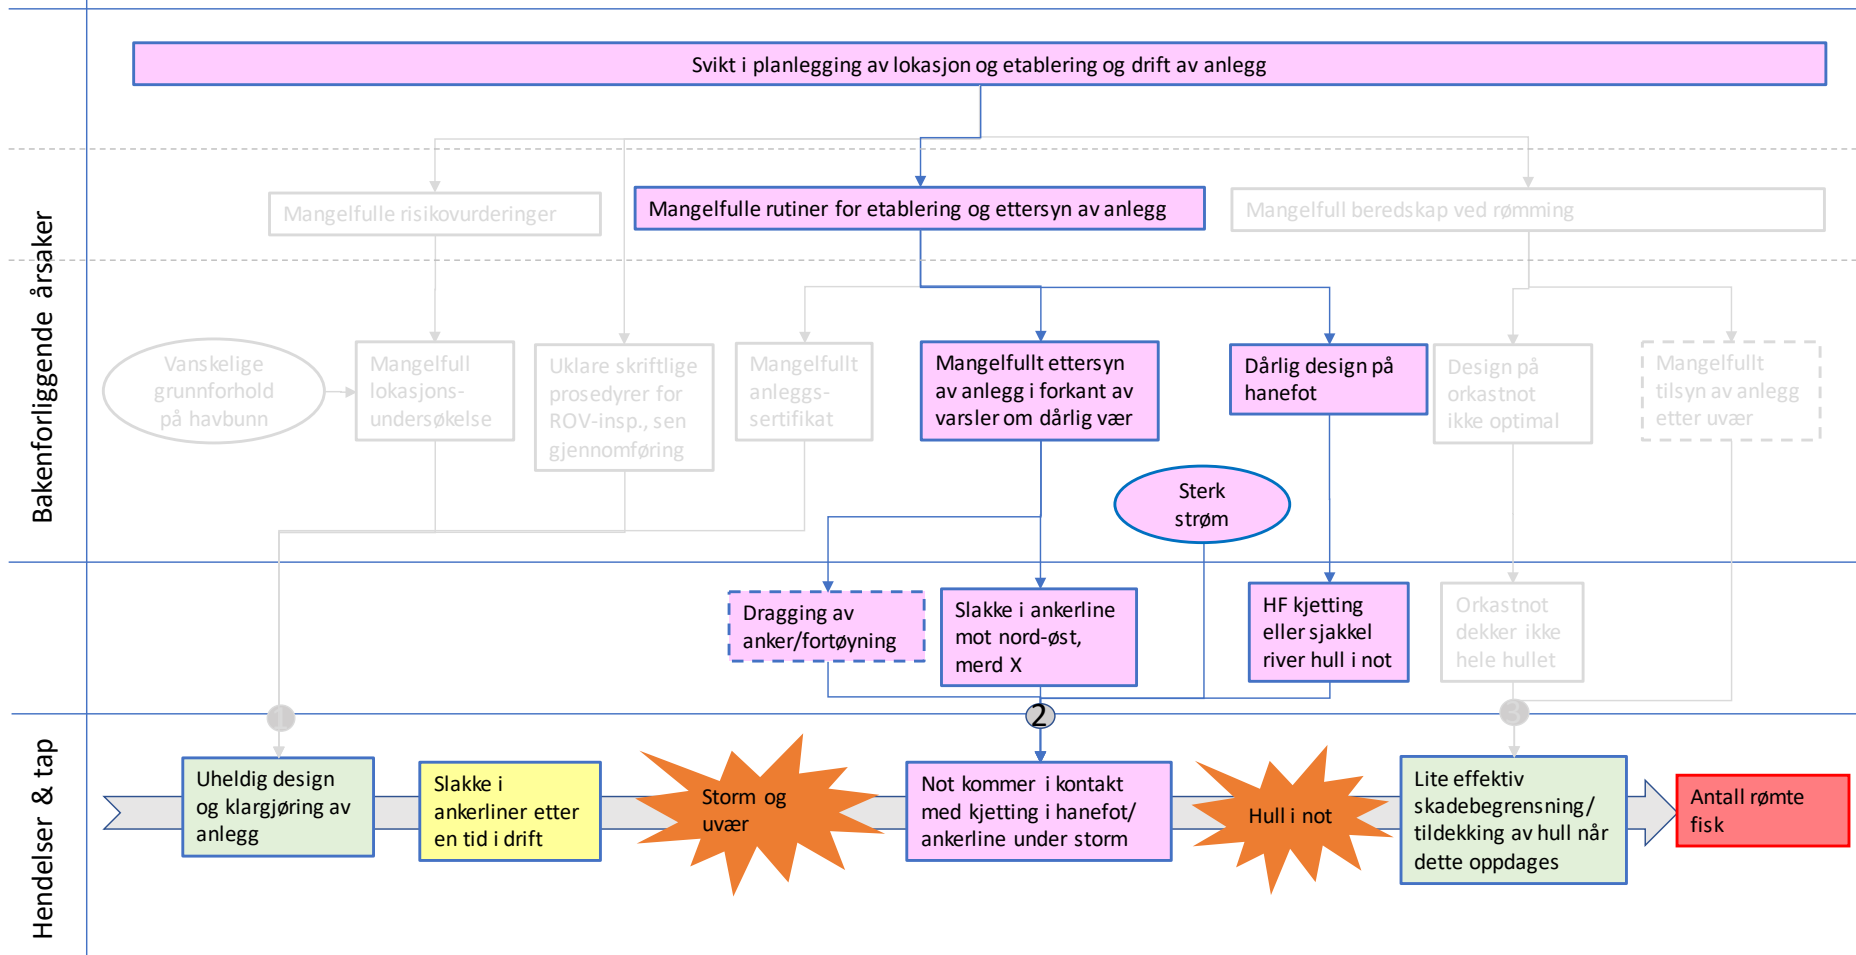 Svikt i planlegging av lokasjon og etablering og drift av anlegg
Mangelfulle risikovurderinger
Mangelfulle rutiner for etablering og ettersyn av anlegg
Mangelfull beredskap ved rømming
Bakenforliggende årsaker
Vanskelige
grunnforhold
på havbunn
Mangelfull
lokasjons-
undersøkelse
Uklare skriftlige
prosedyrer for
ROV-insp., sen
gjennomføring
Mangelfullt
anleggs-
sertifikat
Mangelfullt ettersyn
av anlegg i forkant av
varsler om dårlig vær
Dårlig design på
hanefot
Design på
orkastnot
ikke optimal
Mangelfullt
tilsyn av anlegg
etter uvær
Sterk
strøm
Dragging av
anker/fortøyning
Slakke i ankerline
mot nord-øst,
merd X
HF kjetting
eller sjakkel
river hull i not
Orkastnot
dekker ikke
hele hullet
1
2
3
Hendelser & tap
Uheldig design
og klargjøring av
anlegg
Slakke i
ankerliner etter
en tid i drift
Storm og
uvær
Not kommer i kontakt
med kjetting i hanefot/
ankerline under storm
Hull i not
Lite effektiv
skadebegrensning/
tildekking av hull når
dette oppdages
Antall rømte
fisk